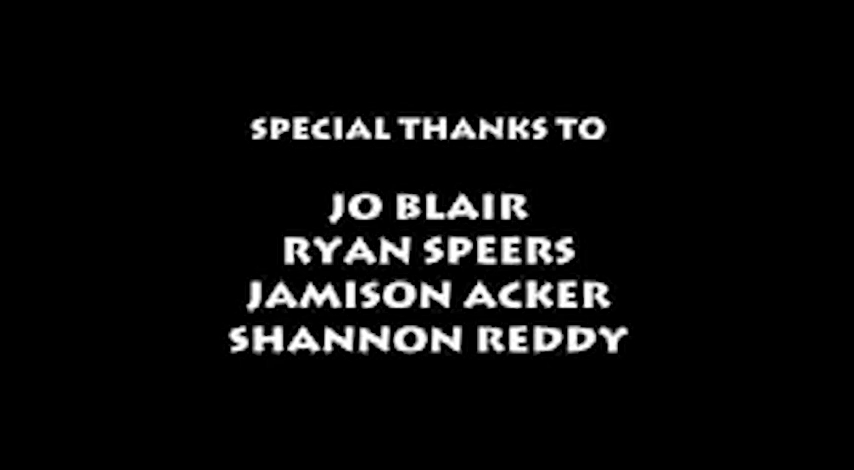 SPECIAL THANKS TO
JO BLAIR
RYAN SPEERS
JAMISON ACKER
SHANNON REDDY